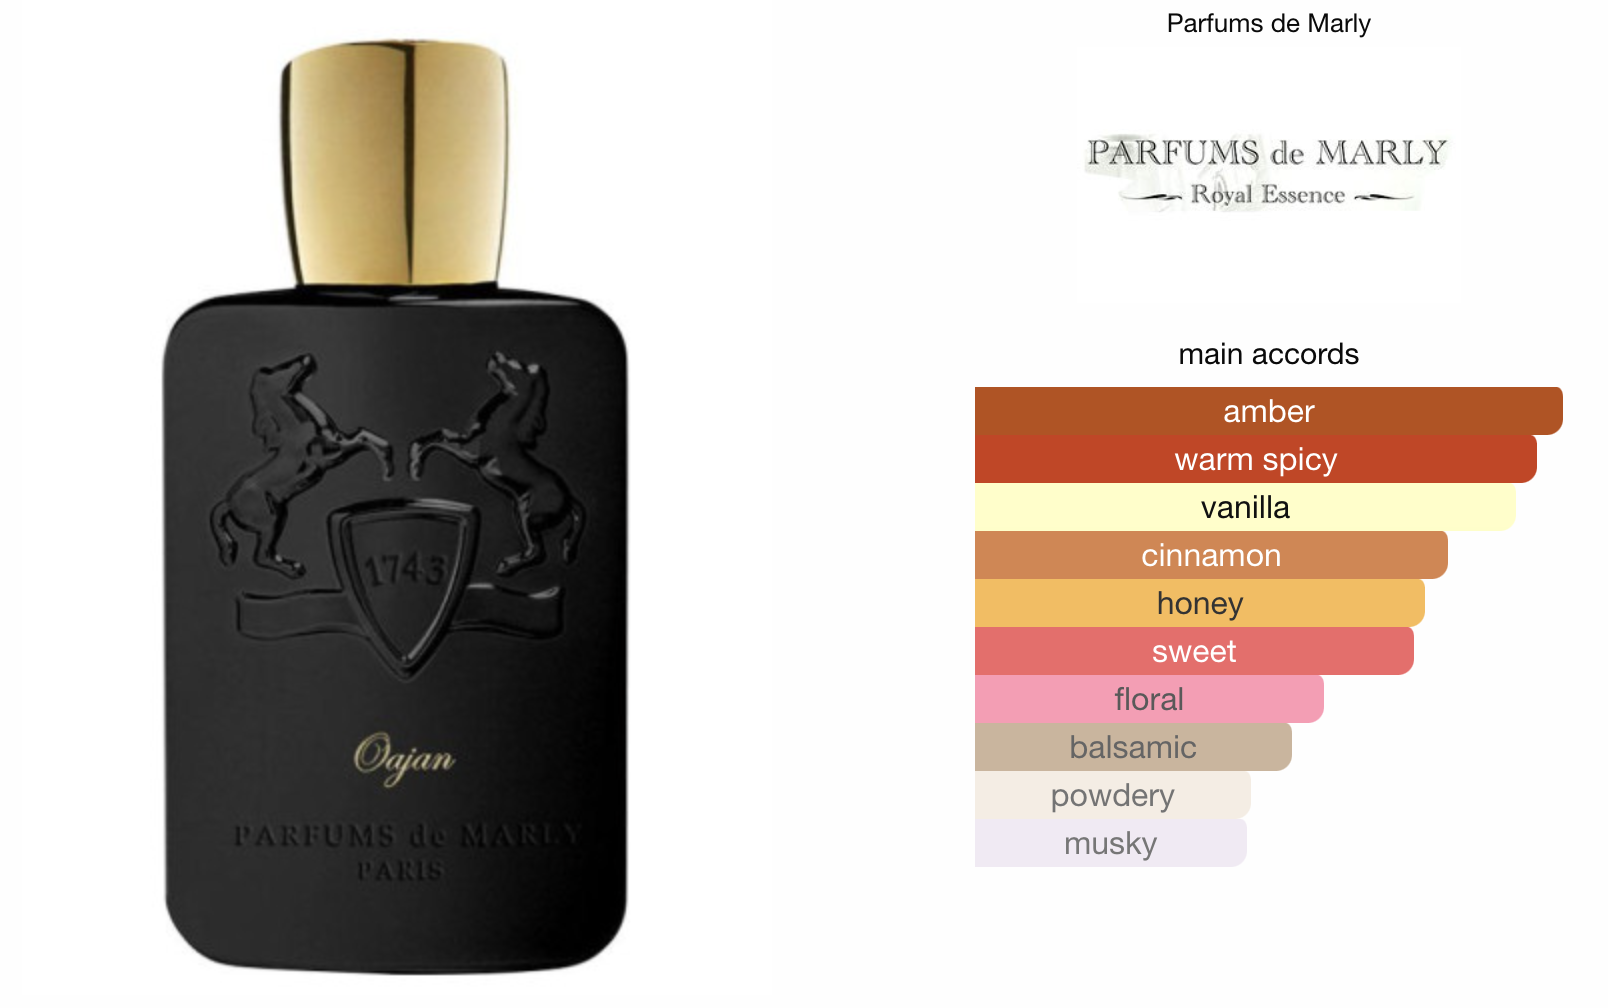 1743
Oajan
PARFUMS de MARLY
PARIS
Parfums de Marly
PARFUMS de MARLY
Royal Essence
main accords
amber
warm spicy
vanilla
cinnamon
honey
sweet
floral
balsamic
powdery
musky